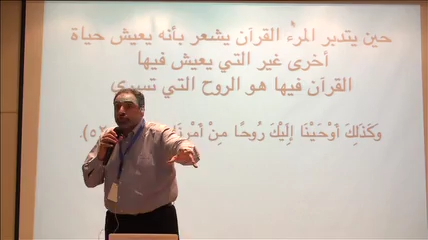 حين يتدبر المرء القرآن يشعر بأنه يعيش حياة
أخرى غير التي يعيش فيها
القرآن فيها هو الروح التي تسري
وَكَذَلِكَ أَوْحَيْنَا إِلَيْكَ رُوحًا مِنْ أَمْرِنَا